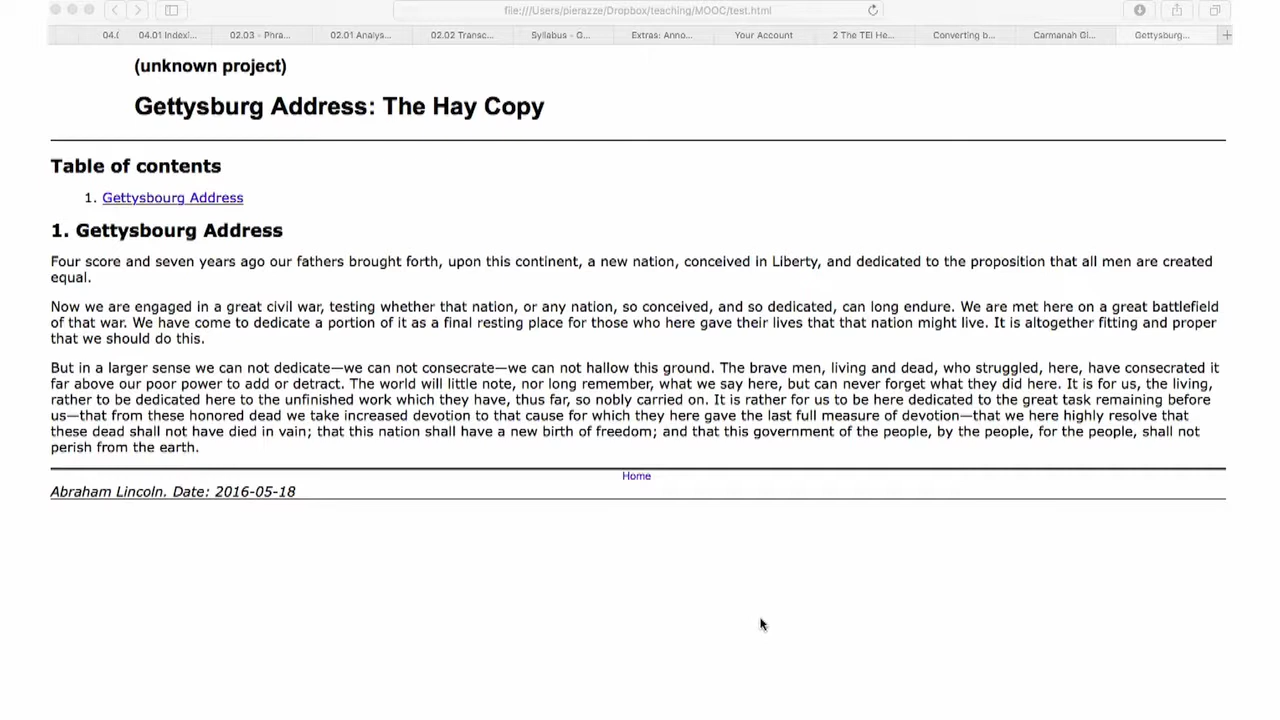 file:///Users/pierazze/Dropbox/teaching/MOOC/test.html
04.0 04.01 Indexi... 02.03 - Phra... 02.01 Analys... 02.02 Transc... Syllabus - G... Extras: Anno... Your Account 2 The TEI He... Converting b... Carmanah Gl... Gettysburg... +
(unknown project)
Gettysburg Address: The Hay Copy
Table of contents
1. Gettysbourg Address
1. Gettysbourg Address
Four score and seven years ago our fathers brought forth, upon this continent, a new nation, conceived in Liberty, and dedicated to the proposition that all men are created
equal.
Now we are engaged in a great civil war, testing whether that nation, or any nation, so conceived, and so dedicated, can long endure. We are met here on a great battlefield
of that war. We have come to dedicate a portion of it as a final resting place for those who here gave their lives that that nation might live. It is altogether fitting and proper
that we should do this.
But in a larger sense we can not dedicate—we can not consecrate—we can not hallow this ground. The brave men, living and dead, who struggled, here, have consecrated it
far above our poor power to add or detract. The world will little note, nor long remember, what we say here, but can never forget what they did here. It is for us, the living,
rather to be dedicated here to the unfinished work which they have, thus far, so nobly carried on. It is rather for us to be here dedicated to the great task remaining before
us—that from these honored dead we take increased devotion to that cause for which they here gave the last full measure of devotion—that we here highly resolve that
these dead shall not have died in vain; that this nation shall have a new birth of freedom; and that this government of the people, by the people, for the people, shall not
perish from the earth.
Home
Abraham Lincoln. Date: 2016-05-18